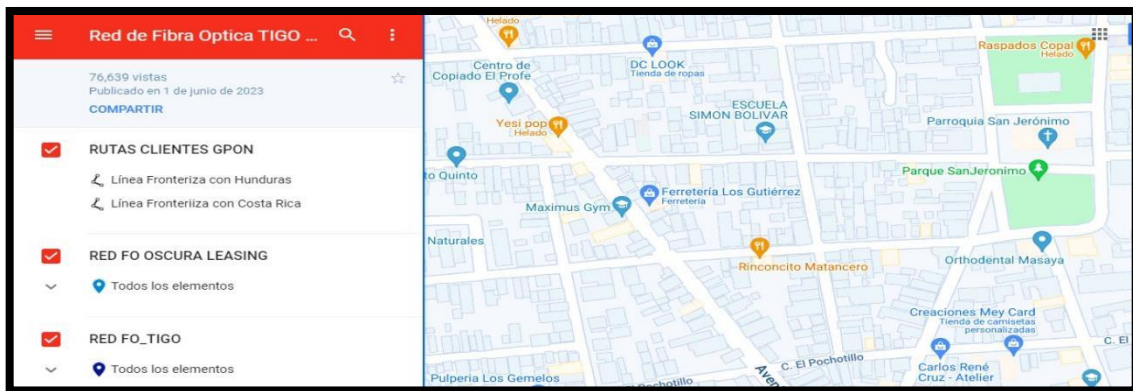 Red de Fibra Optica TIGO ...
76,639 vistas
Publicado en 1 de junio de 2023
COMPARTIR
RUTAS CLIENTES GPON
Línea Fronteriza con Hunduras
Línea Fronteriiza con Costa Rica
RED FO OSCURA LEASING
Todos los elementos
RED FO_TIGO
Todos los elementos
Helado
Centro de
Copiado El Profe
DC LOOK
Tienda de ropas
Raspados Copal
Helado
ESCUELA
SIMON BOLIVAR
Yesi pop
Helado
Parroquia San Jerónimo
to Quinto
Parque SanJeronimo
Ferretería Los Gutiérrez
Ferretería
Maximus Gym
Naturales
Rinconcito Matancero
Orthodental Masaya
Creaciones Mey Card
Tienda de camisetas
personalizadas
C. El
C. El Pochotillo
Carlos René
Cruz - Atelier
Pulperia Los Gemelos
Pochotillo
Ave